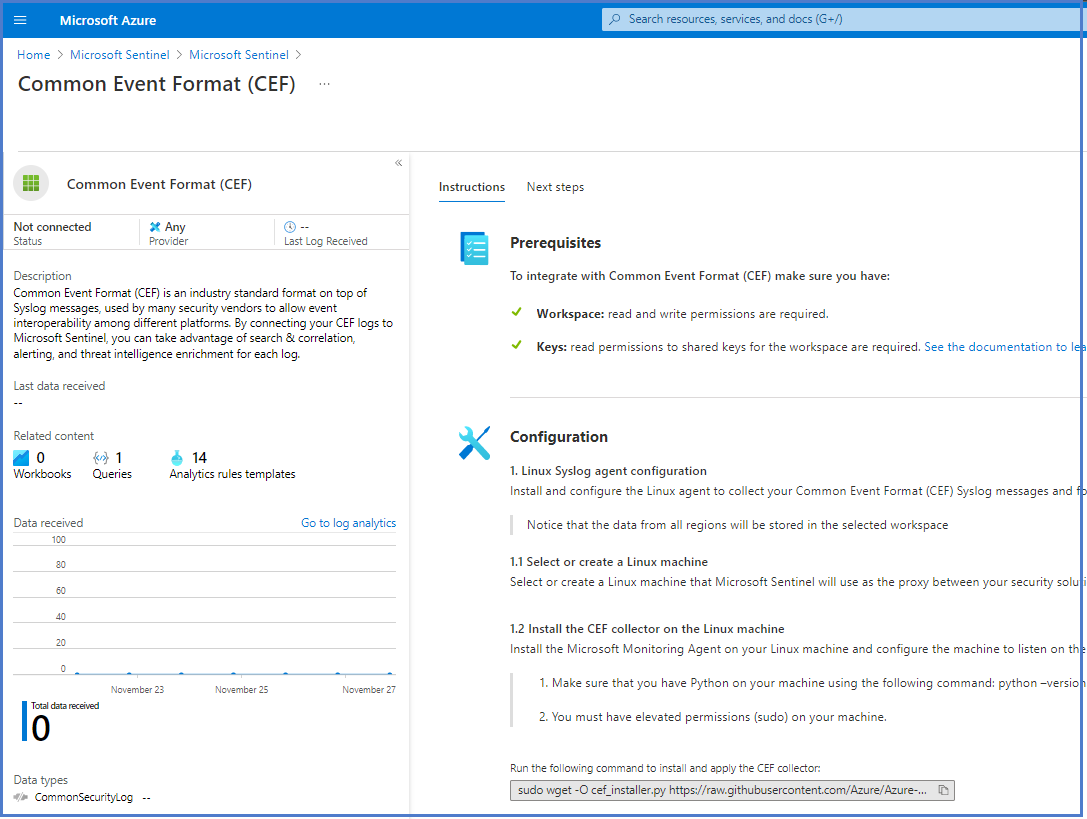 Microsoft Azure
Search resources, services, and docs (G+/)
Home > Microsoft Sentinel > Microsoft Sentinel >
Common Event Format (CEF) ...
«
Common Event Format (CEF)
Not connected
Status
Any
Provider
--
Last Log Received
Description
Common Event Format (CEF) is an industry standard format on top of
Syslog messages, used by many security vendors to allow event
interoperability among different platforms. By connecting your CEF logs to
Microsoft Sentinel, you can take advantage of search & correlation,
alerting, and threat intelligence enrichment for each log.
Last data received
--
Related content
0
Workbooks
1
Queries
14
Analytics rules templates
Data received
Go to log analytics
100
80
60
40
20
0
November 23
November 25
November 27
Total data received
0
Data types
CommonSecurityLog --
Instructions
Next steps
Prerequisites
To integrate with Common Event Format (CEF) make sure you have:
Workspace: read and write permissions are required.
Keys: read permissions to shared keys for the workspace are required. See the documentation to lea
Configuration
1. Linux Syslog agent configuration
Install and configure the Linux agent to collect your Common Event Format (CEF) Syslog messages and fo
Notice that the data from all regions will be stored in the selected workspace
1.1 Select or create a Linux machine
Select or create a Linux machine that Microsoft Sentinel will use as the proxy between your security soluti
1.2 Install the CEF collector on the Linux machine
Install the Microsoft Monitoring Agent on your Linux machine and configure the machine to listen on the
1. Make sure that you have Python on your machine using the following command: python –version
2. You must have elevated permissions (sudo) on your machine.
Run the following command to install and apply the CEF collector:
sudo wget -O cef_installer.py https://raw.githubusercontent.com/Azure/Azure-...